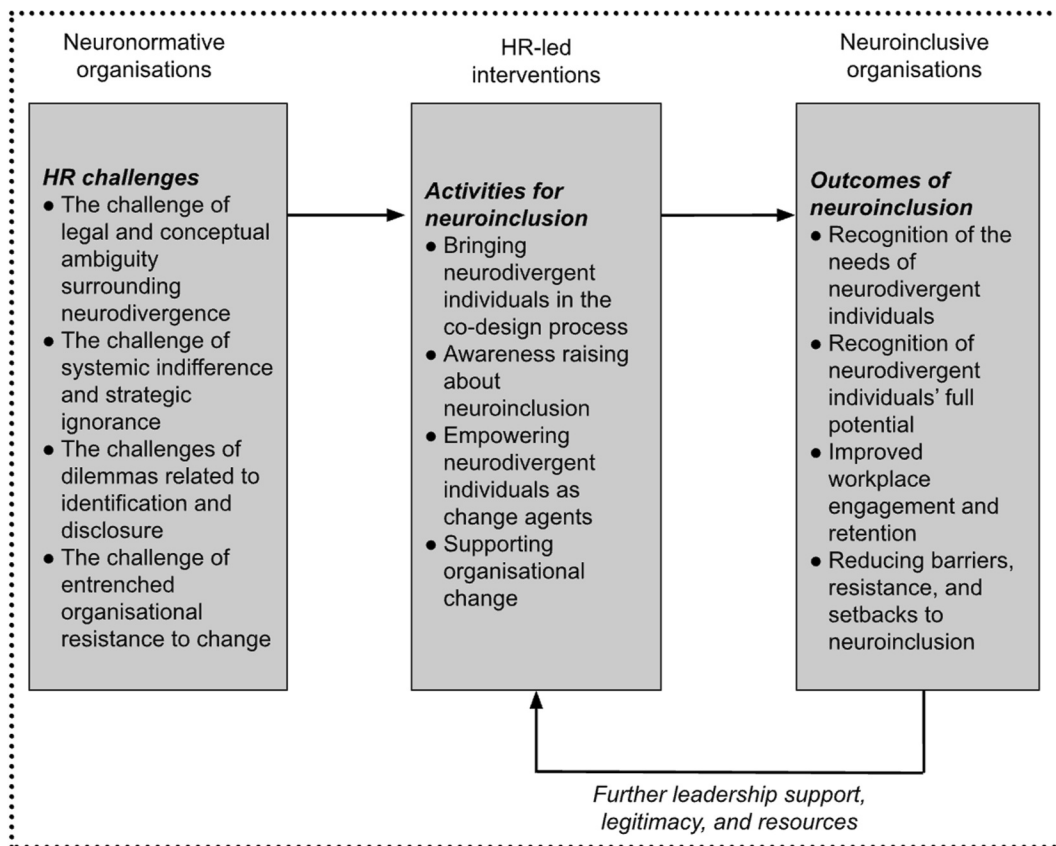 Neuronormative
organisations
HR challenges
● The challenge of
legal and conceptual
ambiguity
surrounding
neurodivergence
● The challenge of
systemic indifference
and strategic
ignorance
● The challenges of
dilemmas related to
identification and
disclosure
● The challenge of
entrenched
organisational
resistance to change
HR-led
interventions
Activities for
neuroinclusion
● Bringing
neurodivergent
individuals in the
co-design process
● Awareness raising
about
neuroinclusion
● Empowering
neurodivergent
individuals as
change agents
● Supporting
organisational
change
Neuroinclusive
organisations
Outcomes of
neuroinclusion
● Recognition of the
needs of
neurodivergent
individuals
● Recognition of
neurodivergent
individuals’ full
potential
● Improved
workplace
engagement and
retention
● Reducing barriers,
resistance, and
setbacks to
neuroinclusion
Further leadership support,
legitimacy, and resources